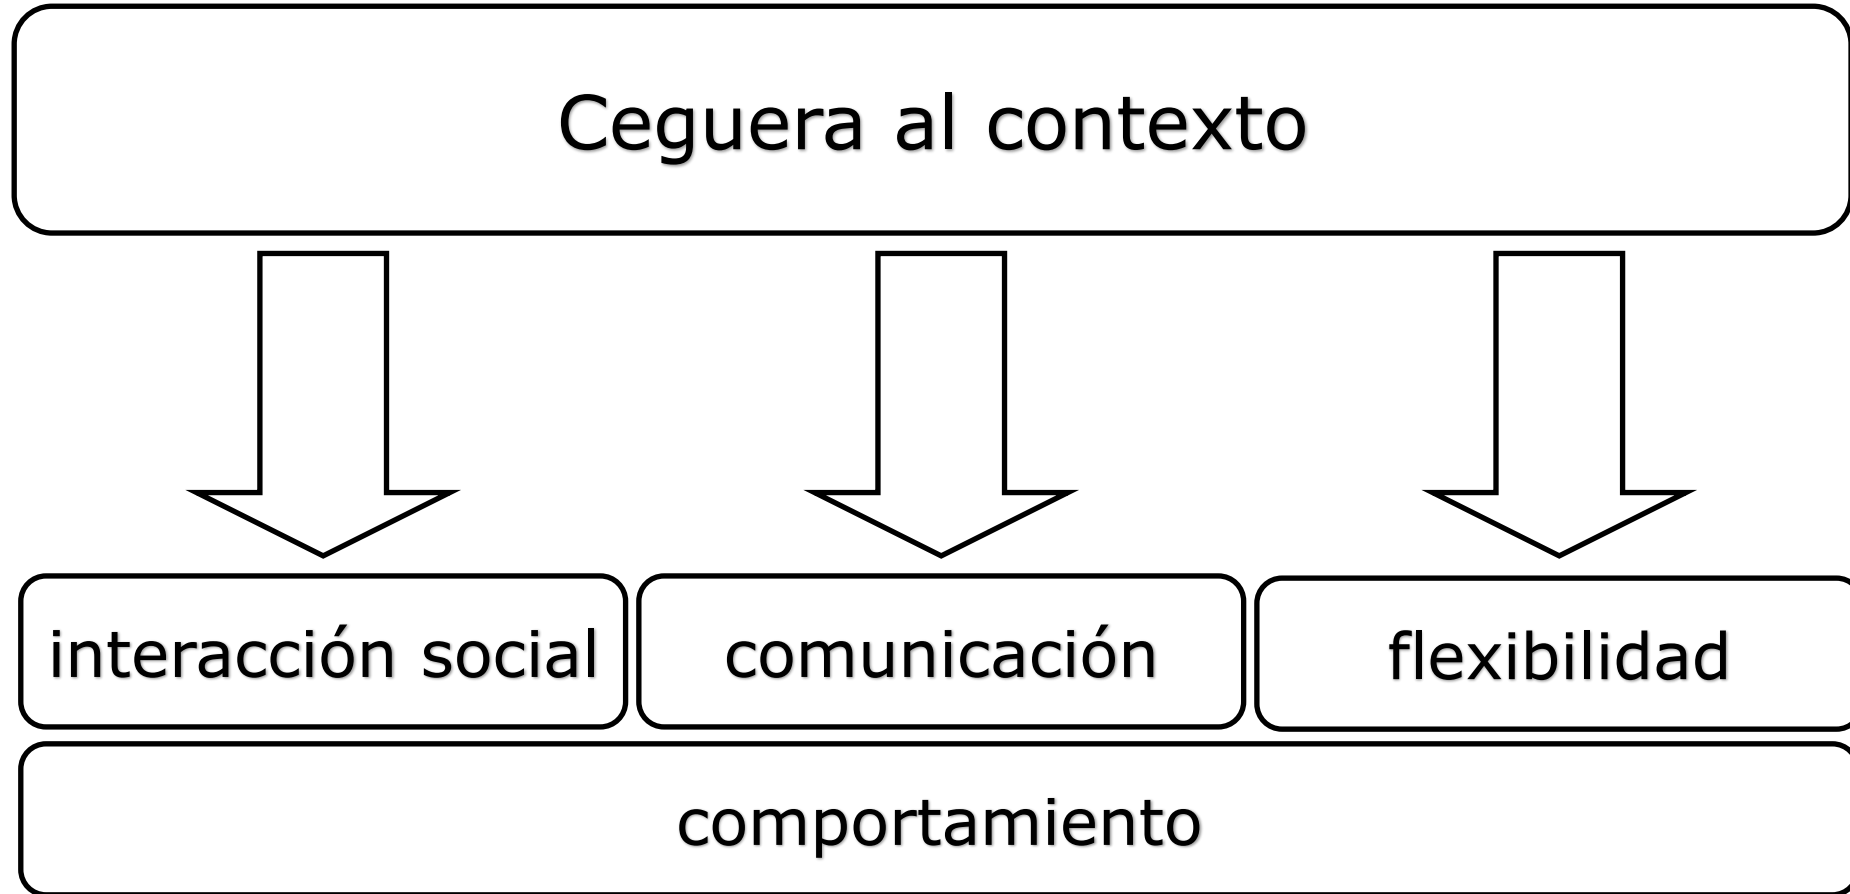 Ceguera al contexto
interacción social
comunicación
flexibilidad
comportamiento